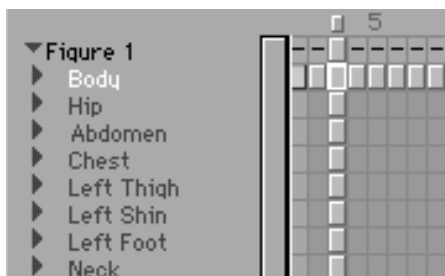 5
Figure 1
Body
Hip
Abdomen
Chest
Left Thigh
Left Shin
Left Foot
Neck